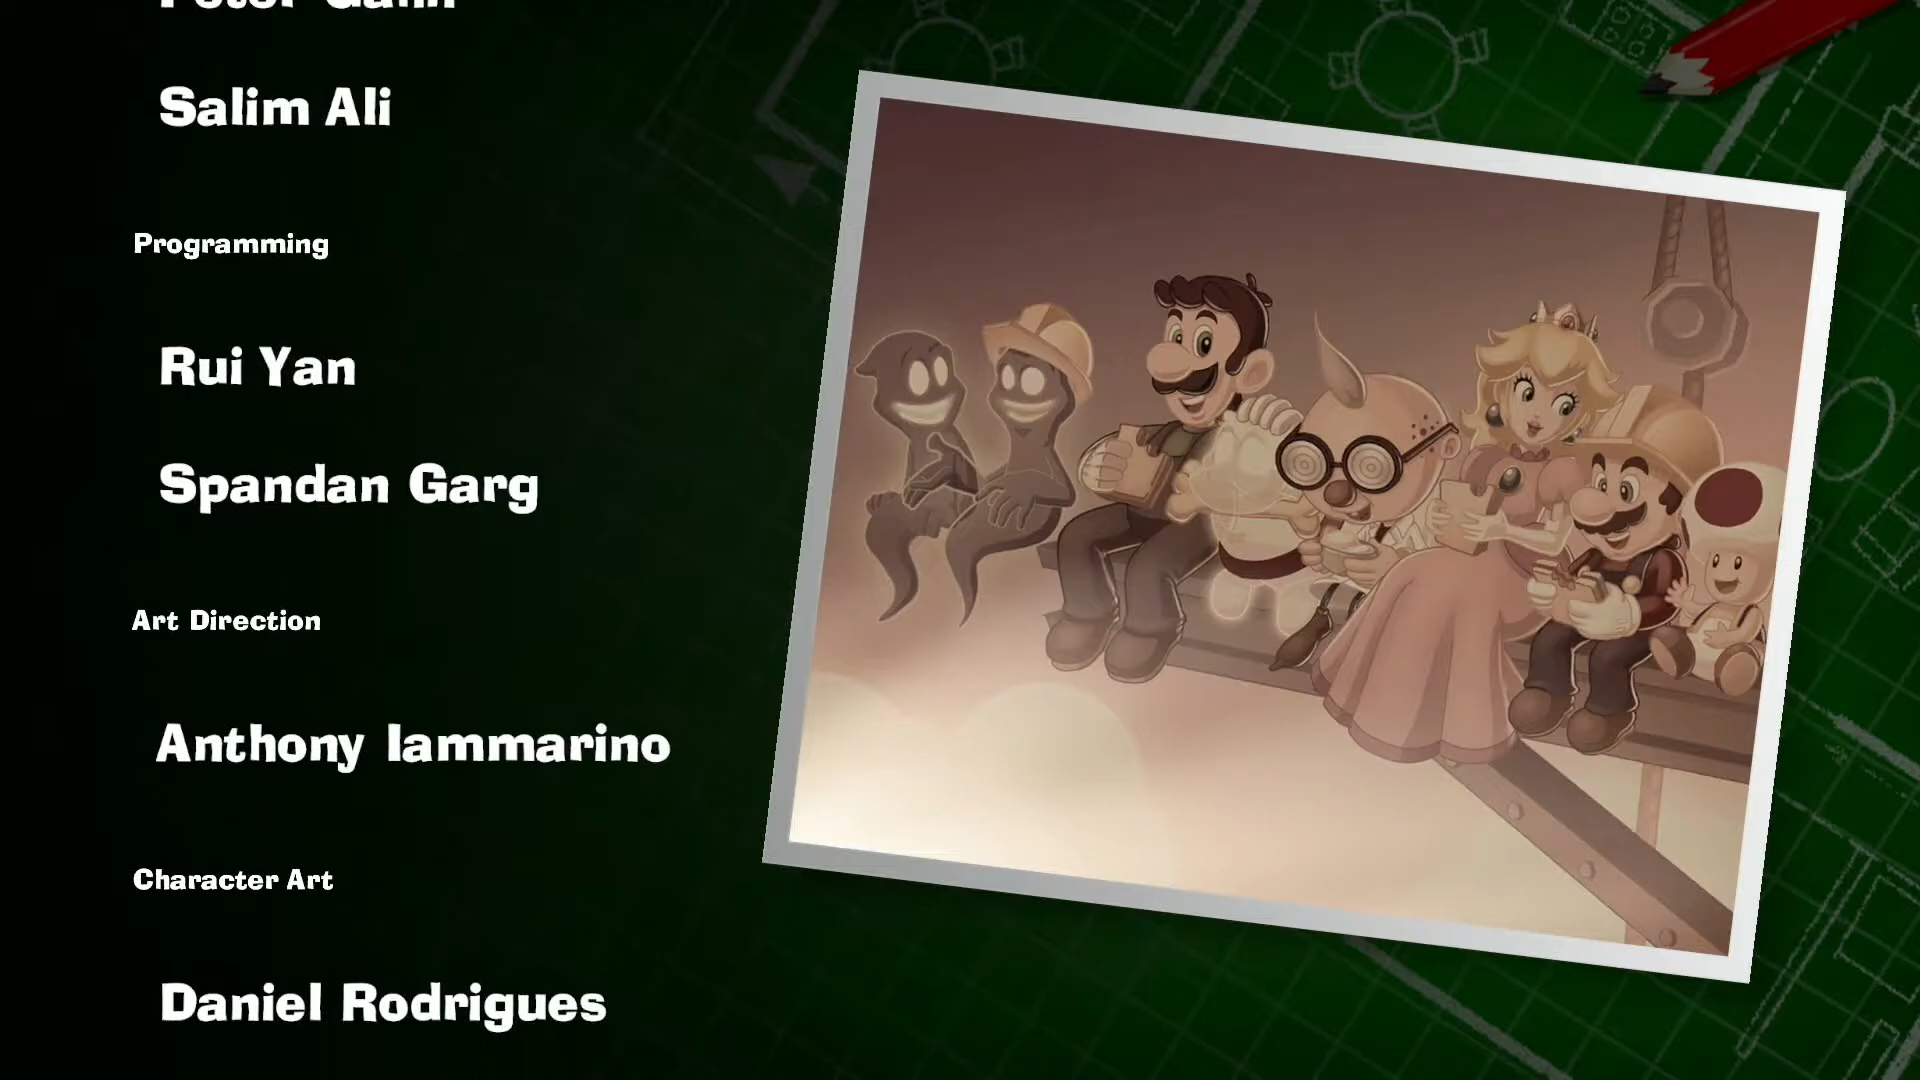 Salim Ali
Programming
Rui Yan
Spandan Garg
Art Direction
Anthony Iammarino
Character Art
Daniel Rodrigues